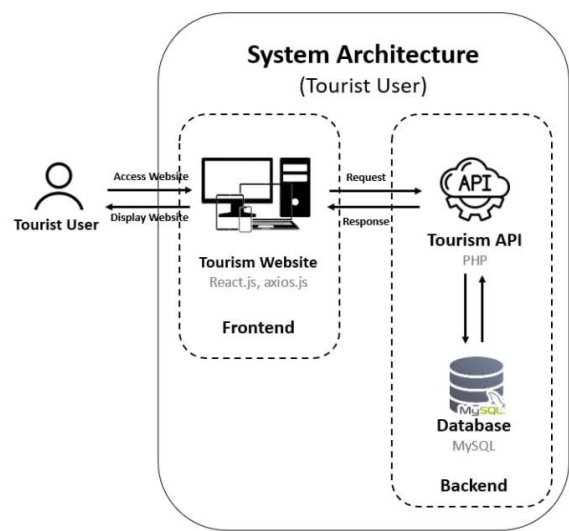 System Architecture
(Tourist User)
Access Website
Display Website
Tourist User
Tourism Website
React.js, axios.js
Frontend
Request
Response
API
Tourism API
PHP
MySQL
Database
MySQL
Backend